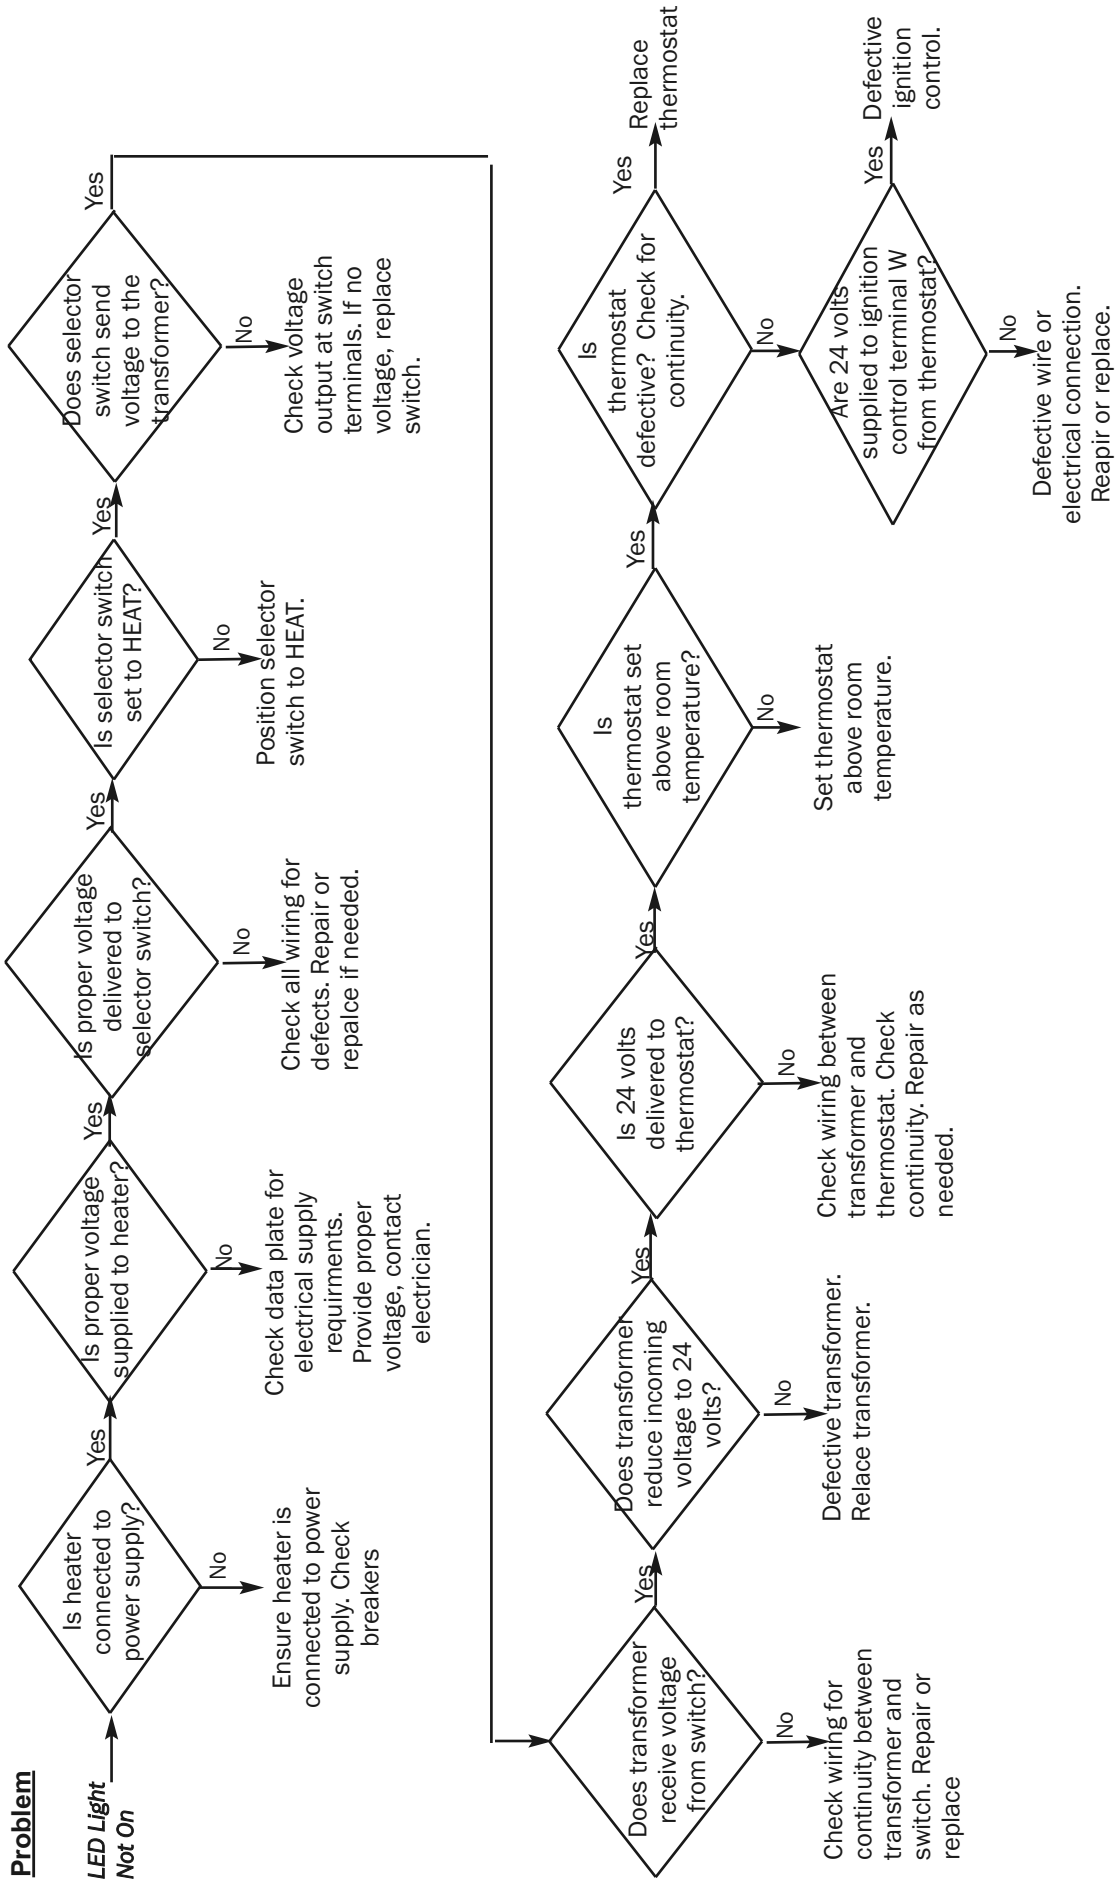 Problem
LED Light
Not On
Is heater
connected to
power supply?
Yes
No
Ensure heater is
connected to power
supply. Check
breakers
Is proper voltage
supplied to heater?
Yes
No
Check data plate for
electrical supply
requirments.
Provide proper
voltage, contact
electrician.
Is proper voltage
delivered to
selector switch?
Yes
No
Check all wiring for
defects. Repair or
repalce if needed.
Is selector switch
set to HEAT?
Yes
No
Position selector
switch to HEAT.
Does selector
switch send
voltage to the
transformer?
Yes
No
Check voltage
output at switch
terminals. If no
voltage, replace
switch.
Does transformer
receive voltage
from switch?
Yes
No
Check wiring for
continuity between
transformer and
switch. Repair or
replace
Does transformer
reduce incoming
voltage to 24
volts?
Yes
No
Defective transformer.
Relace transformer.
Is 24 volts
delivered to
thermostat?
Yes
No
Check wiring between
transformer and
thermostat. Check
continuity. Repair as
needed.
Is
thermostat set
above room
temperature?
Yes
No
Set thermostat
above room
temperature.
Is
thermostat
defective? Check for
continuity.
Yes
Replace
thermostat
No
Are 24 volts
supplied to ignition
control terminal W
from thermostat?
Yes
Defective
ignition
control.
No
Defective wire or
electrical connection.
Reapir or replace.